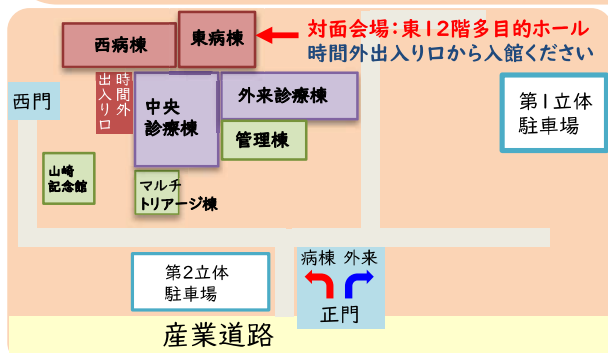 西病棟
東病棟
対面会場：東12階多目的ホール
時間外出入り口から入館ください
西門
時間外
出入り口
中央
診療棟
外来診療棟
管理棟
第1立体
駐車場
山崎
記念館
マルチ
トリアージ棟
第2立体
駐車場
病棟 外来
正門
産業道路